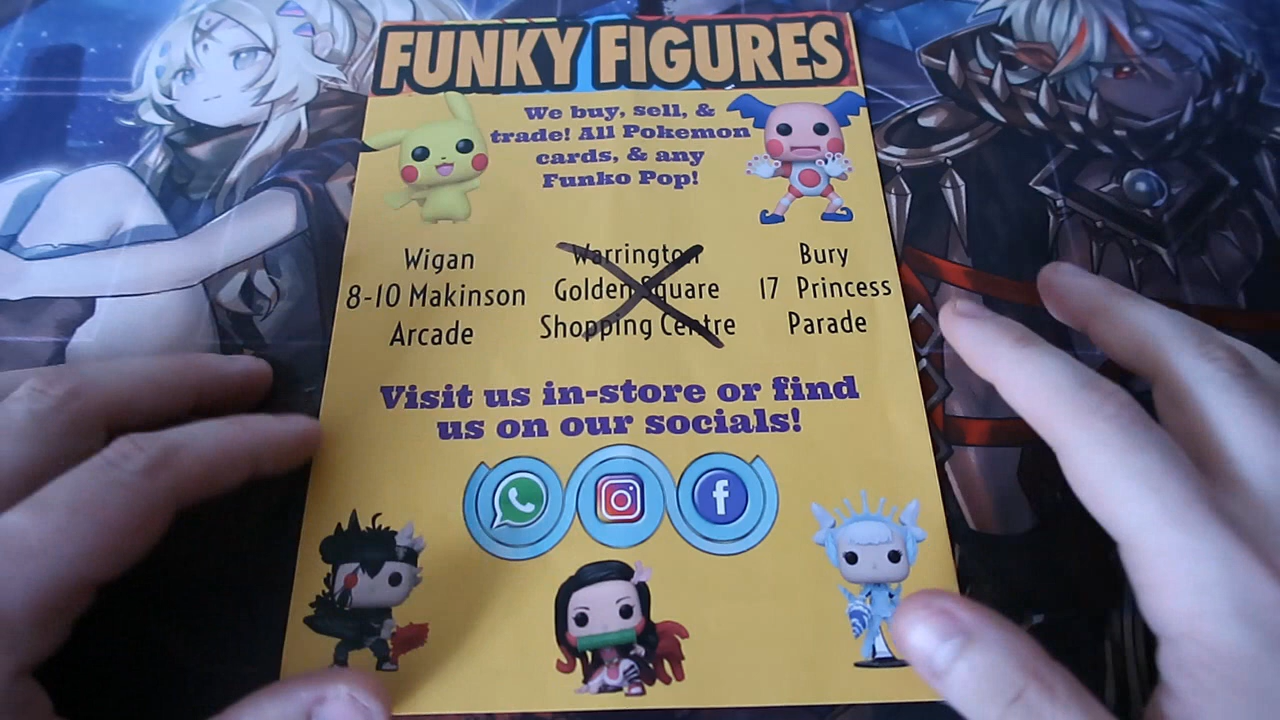 FUNKY FIGURES
We buy, sell, &
trade! All Pokemon
cards, & any
Funko Pop!
Wigan
8-10 Makinson
Arcade
Warrington
Golden Square
Shopping Centre
Bury
17 Princess
Parade
Visit us in-store or find
us on our socials!